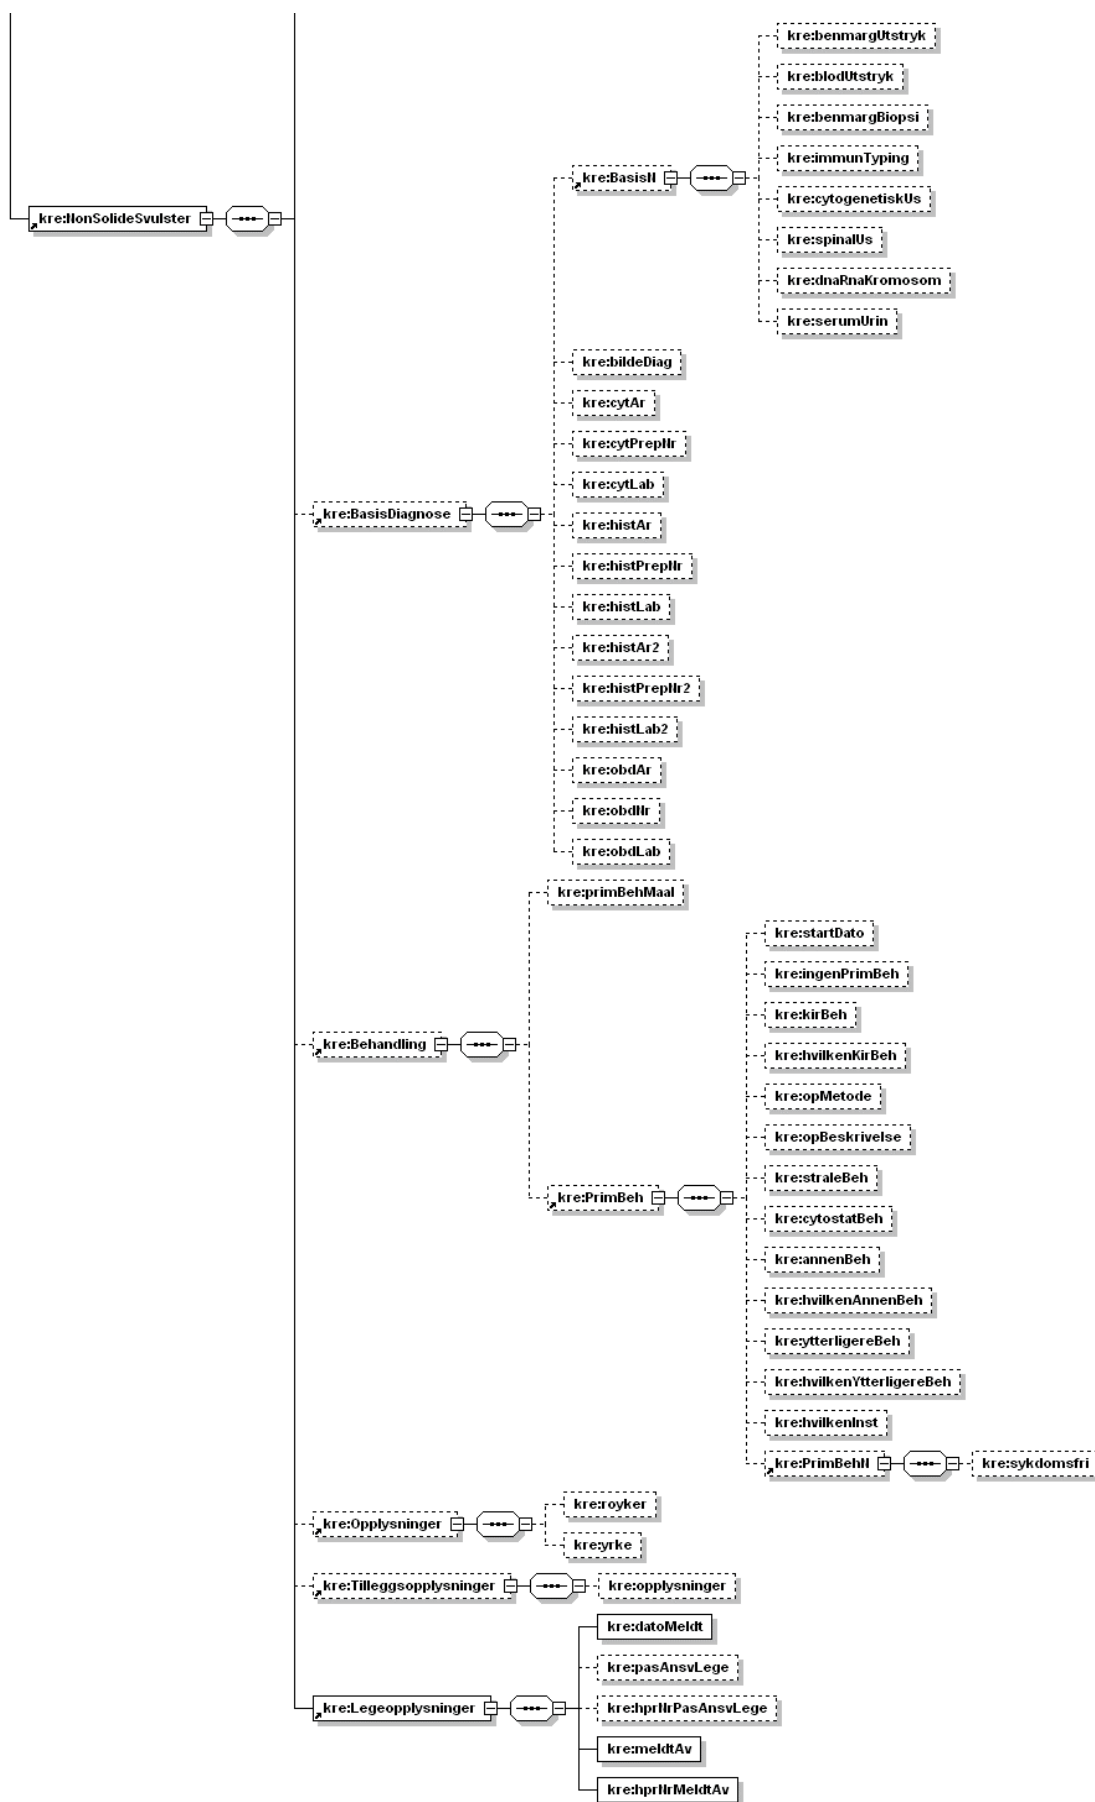 kre:NonSolideSvulster
kre:BasisDiagnose
kre:BasisN
kre:benmargUtstryk
kre:blodUtstryk
kre:benmargBiopsi
kre:immunTyping
kre:cytogenetiskUs
kre:spinalUs
kre:dnaRnaKromosom
kre:serumUrin
kre:bildeDiag
kre:cytAr
kre:cytPrepNr
kre:cytLab
kre:histAr
kre:histPrepNr
kre:histLab
kre:histAr2
kre:histPrepNr2
kre:histLab2
kre:obdAr
kre:obdNr
kre:obdLab
kre:Behandling
kre:primBehMaal
kre:PrimBeh
kre:startDato
kre:ingenPrimBeh
kre:kirBeh
kre:hvilkenKirBeh
kre:opMetode
kre:opBeskrivelse
kre:straleBeh
kre:cytostatBeh
kre:annenBeh
kre:hvilkenAnnenBeh
kre:ytterligereBeh
kre:hvilkenYtterligereBeh
kre:hvilkenInst
kre:PrimBehN
kre:sykdomsfri
kre:Opplysninger
kre:royker
kre:yrke
kre:Tilleggsopplysninger
kre:opplysninger
kre:Legeopplysninger
kre:datoMeldt
kre:pasAnsvLege
kre:hprNrPasAnsvLege
kre:meldtAv
kre:hprNrMeldtAv